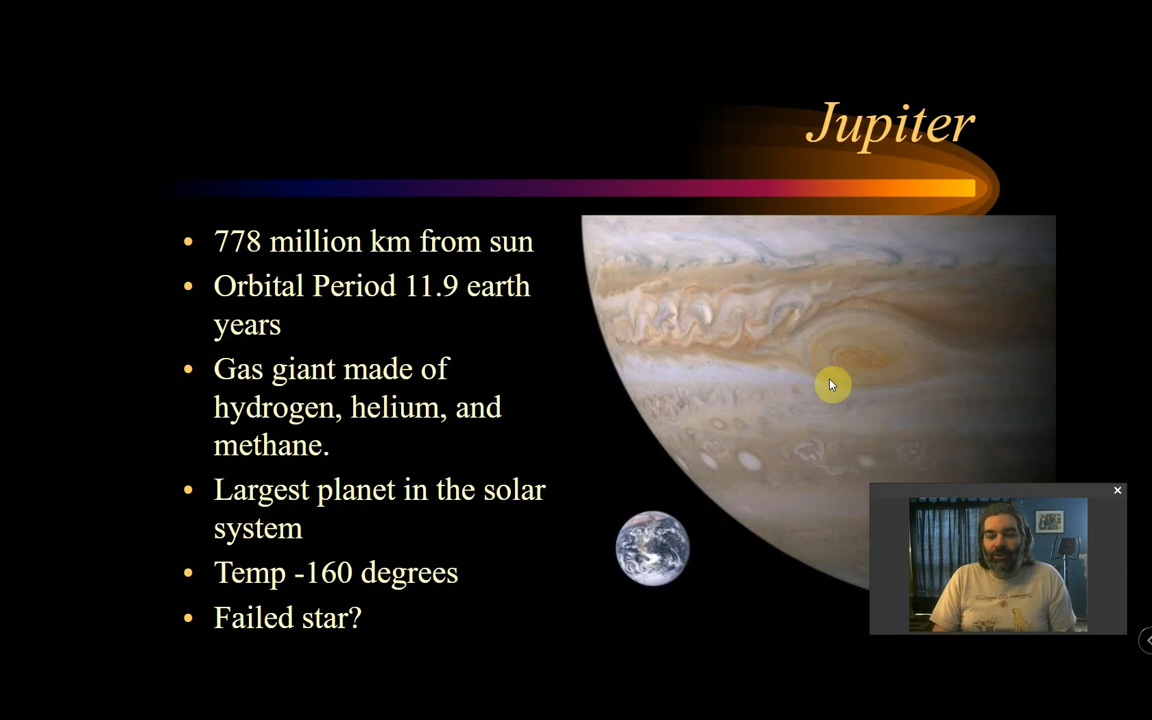 Jupiter
• 778 million km from sun
• Orbital Period 11.9 earth
years
• Gas giant made of
hydrogen, helium, and
methane.
• Largest planet in the solar
system
• Temp -160 degrees
• Failed star?